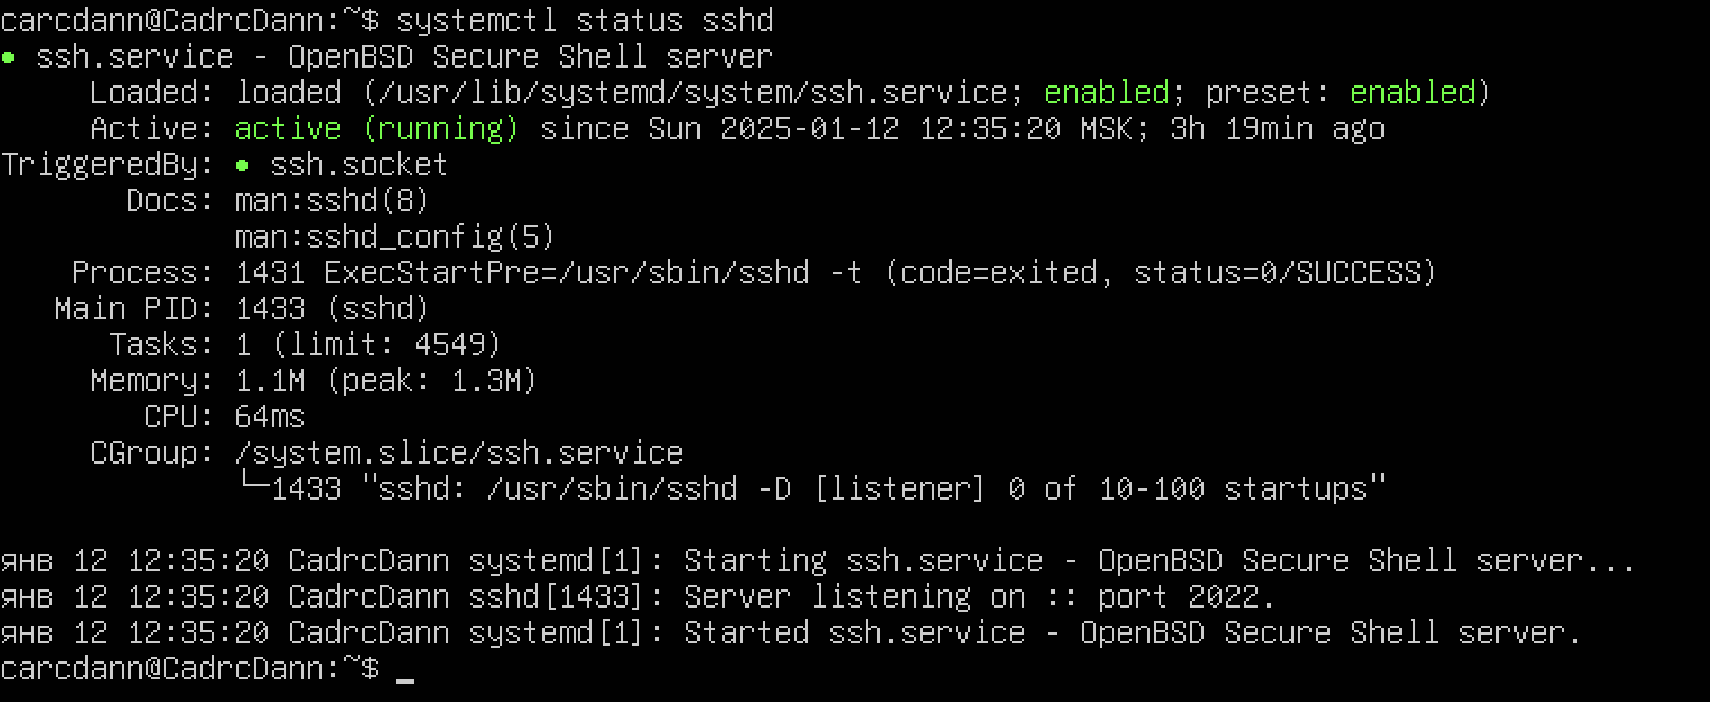 carcdann@CadrcDann:~$ systemctl status sshd
● ssh.service - OpenBSD Secure Shell server
     Loaded: loaded (/usr/lib/systemd/system/ssh.service; enabled; preset: enabled)
     Active: active (running) since Sun 2025-01-12 12:35:20 MSK; 3h 19min ago
TriggeredBy: ● ssh.socket
       Docs: man:sshd(8)
             man:sshd_config(5)
    Process: 1431 ExecStartPre=/usr/sbin/sshd -t (code=exited, status=0/SUCCESS)
   Main PID: 1433 (sshd)
      Tasks: 1 (limit: 4549)
     Memory: 1.1M (peak: 1.3M)
        CPU: 64ms
     CGroup: /system.slice/ssh.service
             └─1433 "sshd: /usr/sbin/sshd -D [listener] 0 of 10-100 startups"

янв 12 12:35:20 CadrcDann systemd[1]: Starting ssh.service - OpenBSD Secure Shell server...
янв 12 12:35:20 CadrcDann sshd[1433]: Server listening on :: port 2022.
янв 12 12:35:20 CadrcDann systemd[1]: Started ssh.service - OpenBSD Secure Shell server.
carcdann@CadrcDann:~$ _